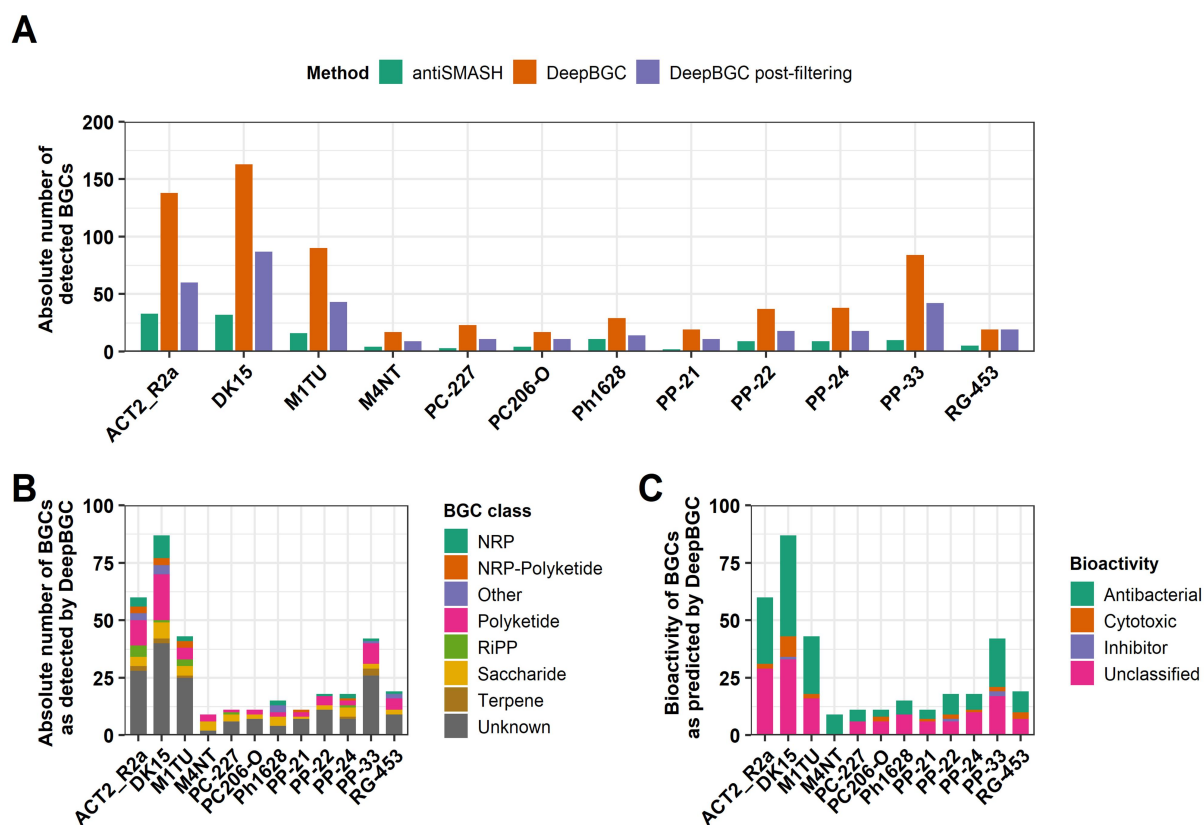 A
Method antiSMASH DeepBGC DeepBGC post-filtering
Absolute number of
detected BGCs
200
150
100
50
0
ACT2_R2a
DK15
M1TU
M4NT
PC-227
PC206-O
Ph1628
PP-21
PP-22
PP-24
PP-33
RG-453
B
Absolute number of BGCs
as detected by DeepBGC
100
75
50
25
0
ACT2_R2a
DK15
M1TU
M4NT
PC-227
PC206-O
Ph1628
PP-21
PP-22
PP-24
PP-33
RG-453
BGC class
NRP
NRP-Polyketide
Other
Polyketide
RiPP
Saccharide
Terpene
Unknown
C
Bioactivity of BGCs
as predicted by DeepBGC
100
75
50
25
0
ACT2_R2a
DK15
M1TU
M4NT
PC-227
PC206-O
Ph1628
PP-21
PP-22
PP-24
PP-33
RG-453
Bioactivity
Antibacterial
Cytotoxic
Inhibitor
Unclassified